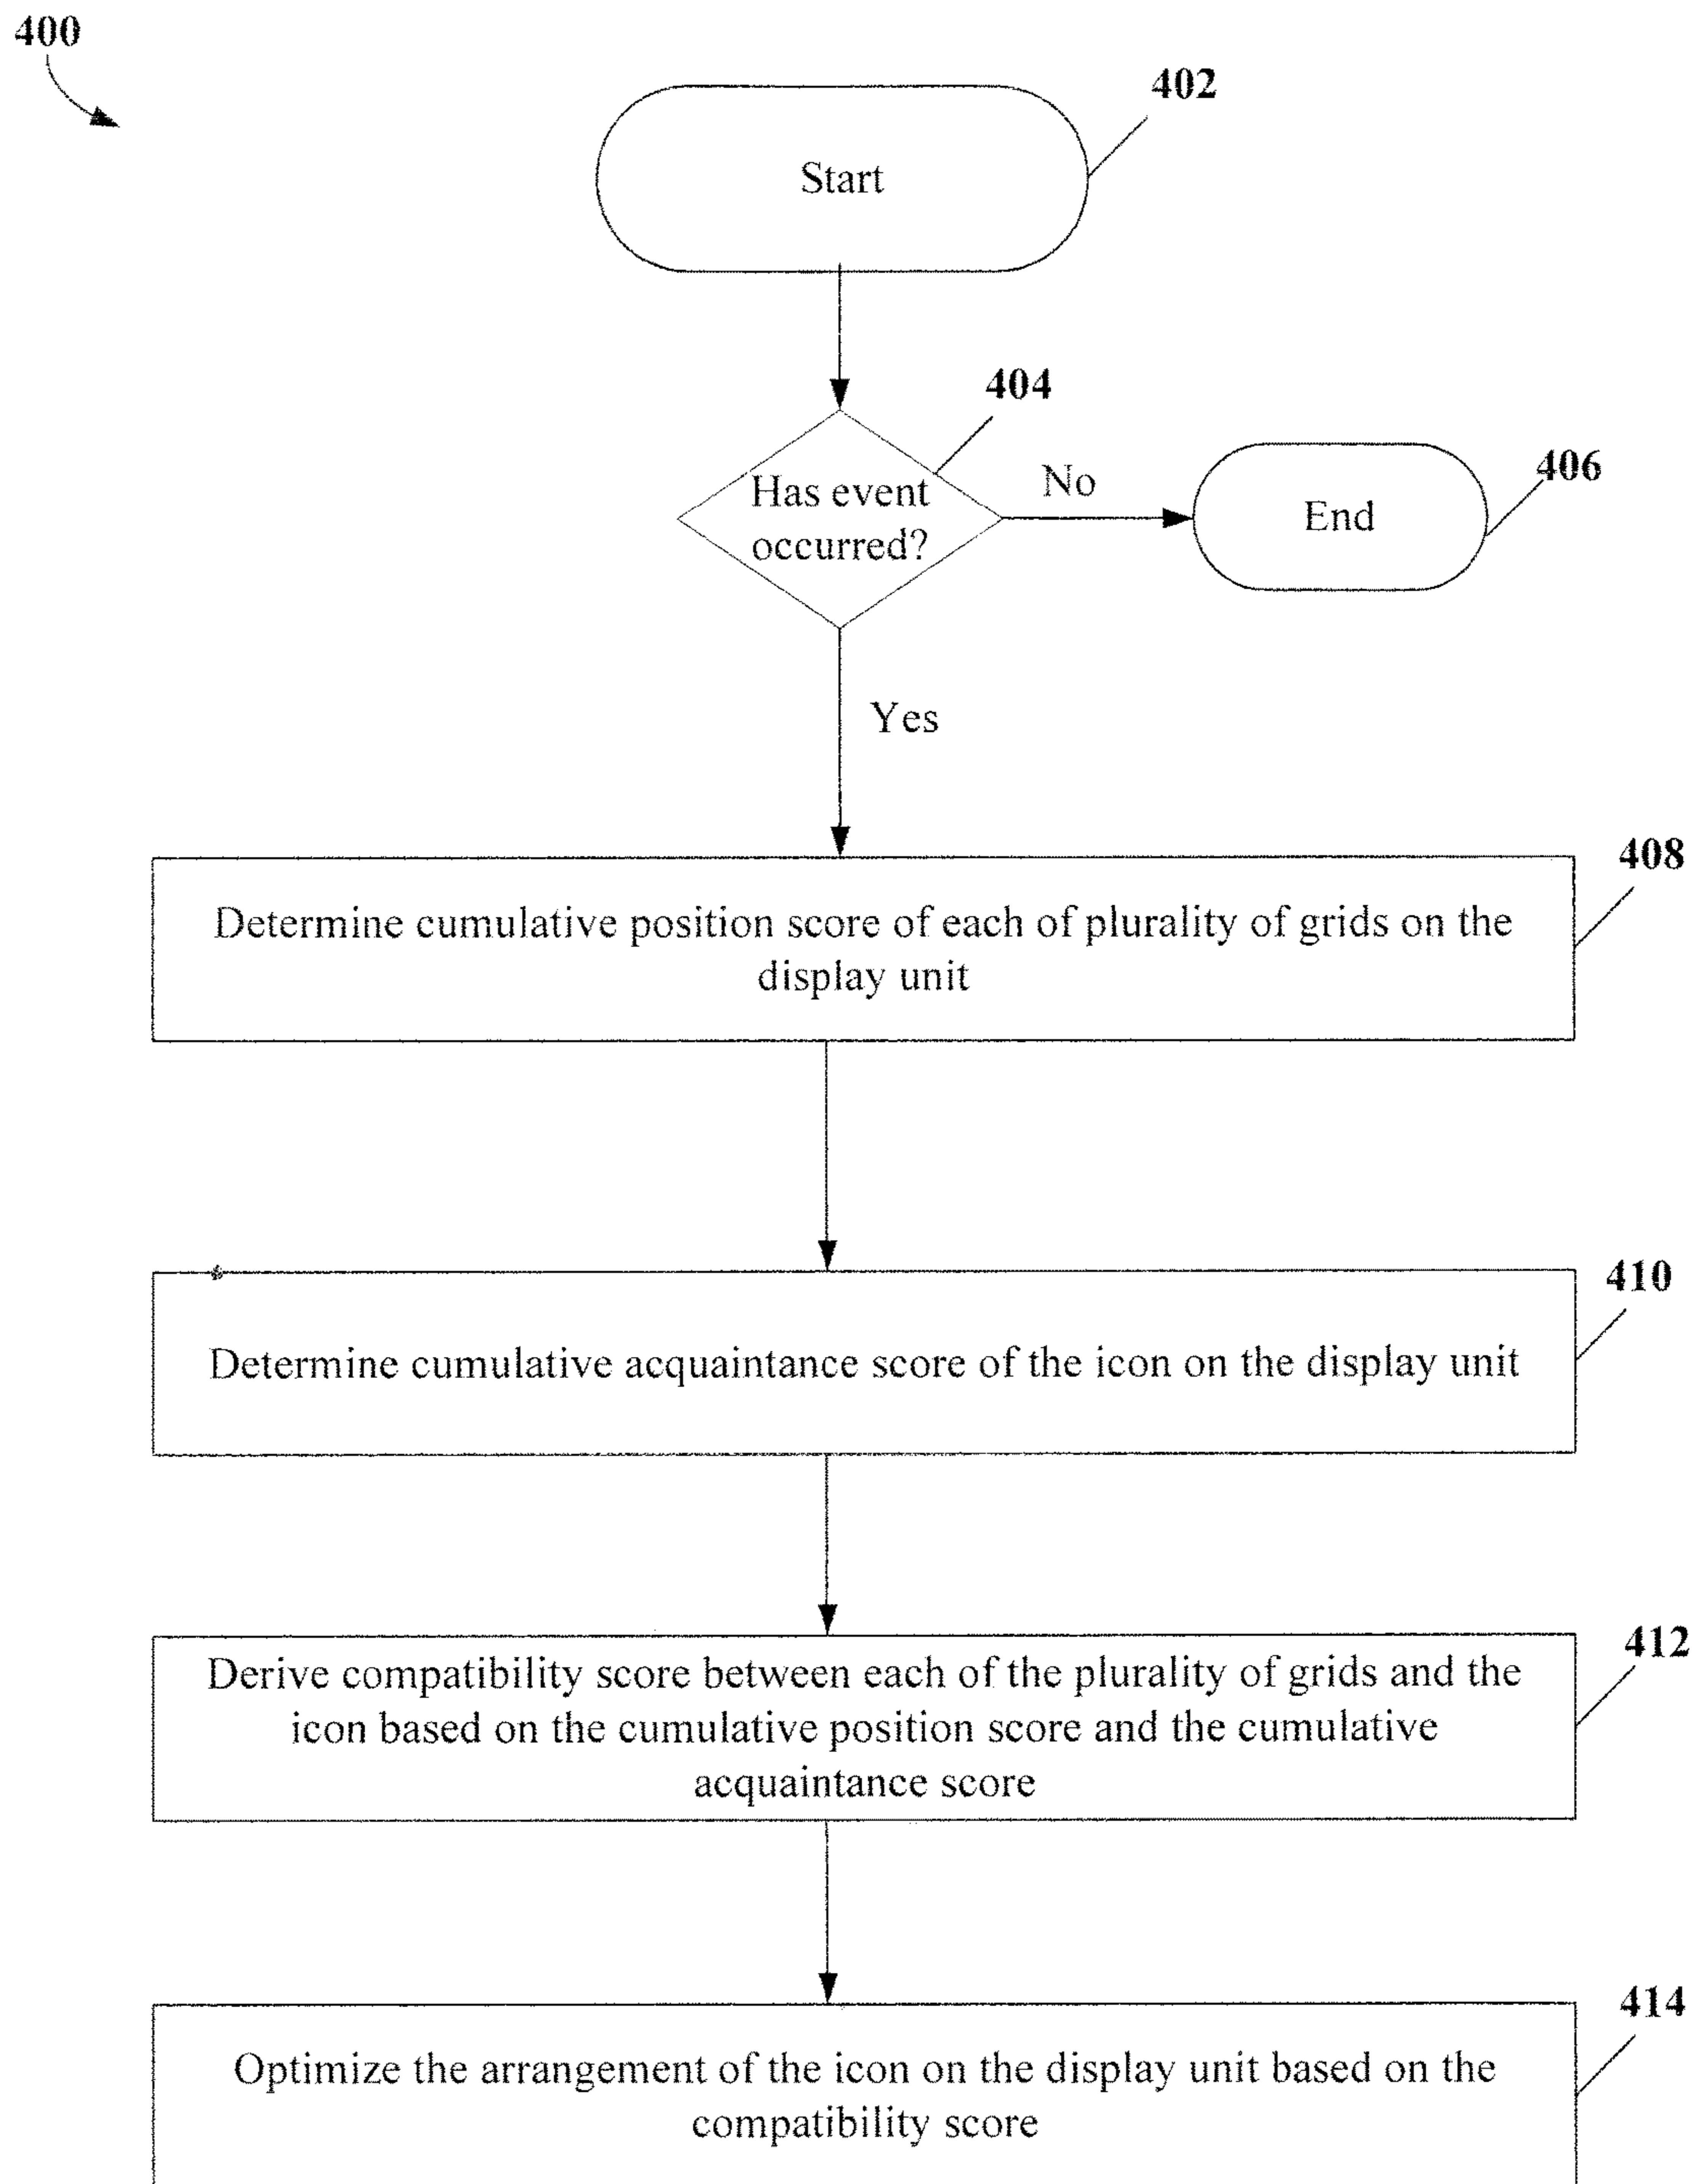 400
402
Start
404
Has event
occurred?
No
406
End
Yes
408
Determine cumulative position score of each of plurality of grids on the
display unit
410
Determine cumulative acquaintance score of the icon on the display unit
412
Derive compatibility score between each of the plurality of grids and the
icon based on the cumulative position score and the cumulative
acquaintance score
414
Optimize the arrangement of the icon on the display unit based on the
compatibility score